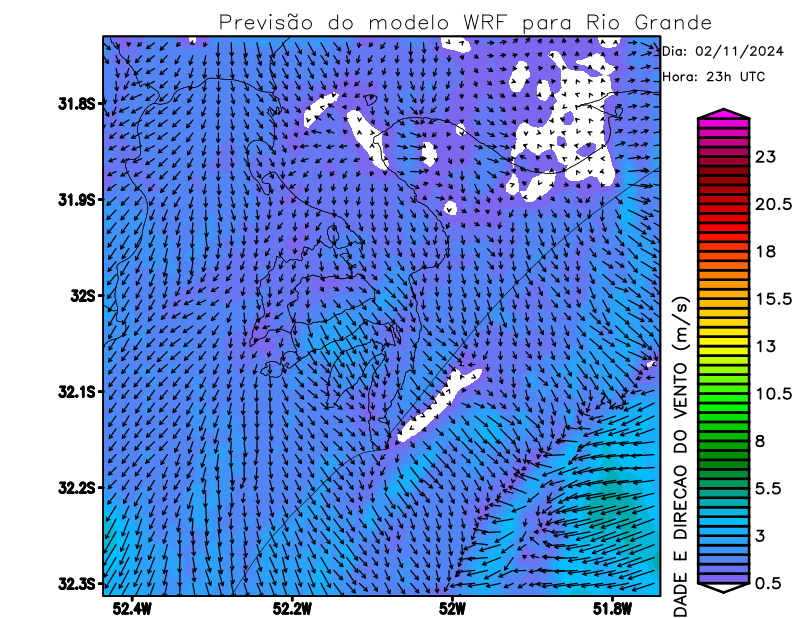 Previsão do modelo WRF para Rio Grande
Dia: 02/11/2024
Hora: 23h UTC
31.8S
31.9S
32S
32.1S
32.2S
32.3S
52.4W
52.2W
52W
51.8W
23
20.5
18
15.5
13
10.5
8
5.5
3
0.5
DADE E DIRECAO DO VENTO (m/s)